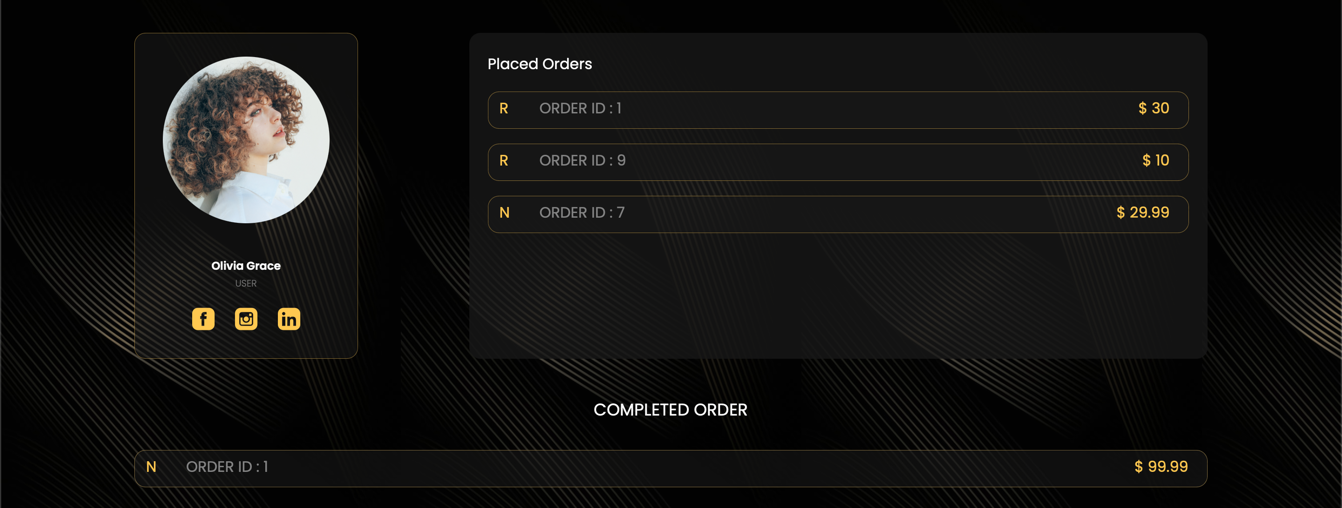 Olivia Grace
USER
Placed Orders
R ORDER ID : 1 $ 30
R ORDER ID : 9 $ 10
N ORDER ID : 7 $ 29.99
COMPLETED ORDER
N ORDER ID : 1 $ 99.99